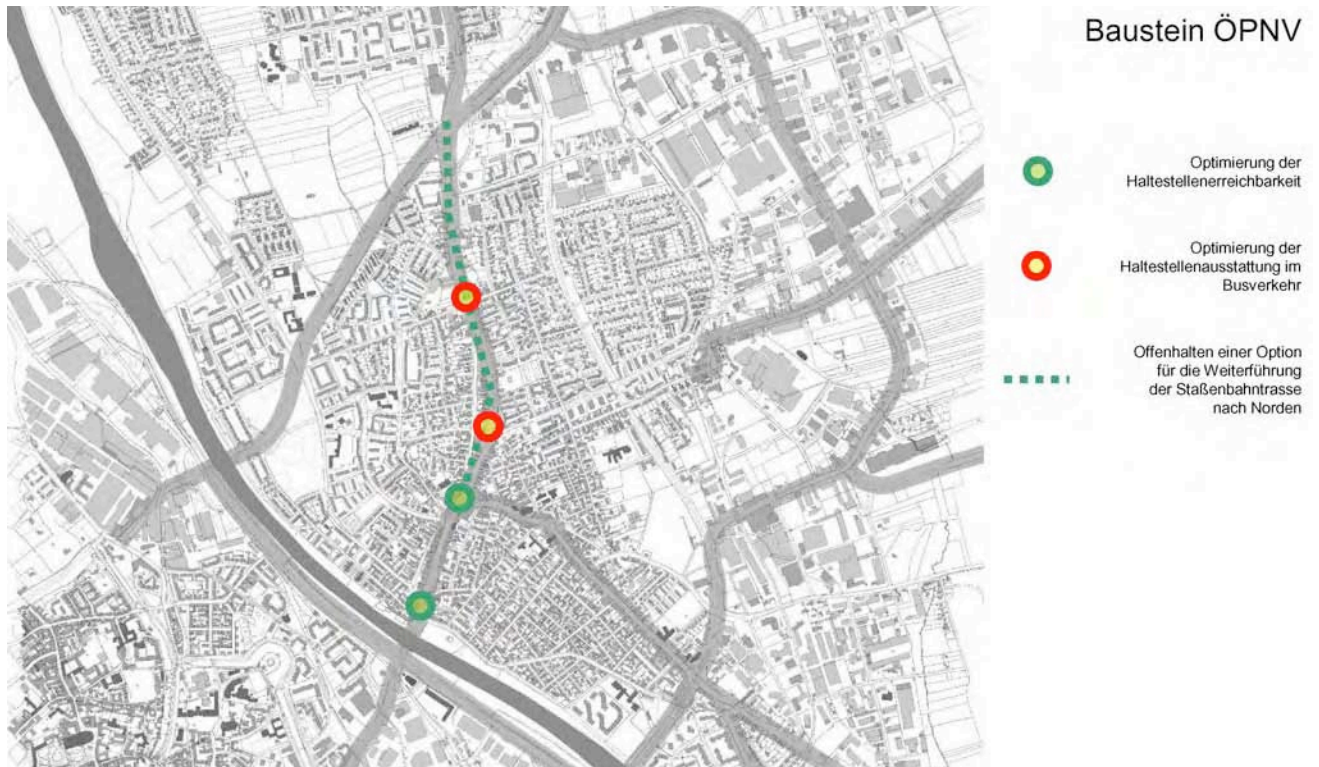 Baustein ÖPNV
Optimierung der
Haltestellenerreichbarkeit
Optimierung der
Haltestellenausstattung im
Busverkehr
Offenhalten einer Option
für die Weiterführung
der Staßenbahntrasse
nach Norden